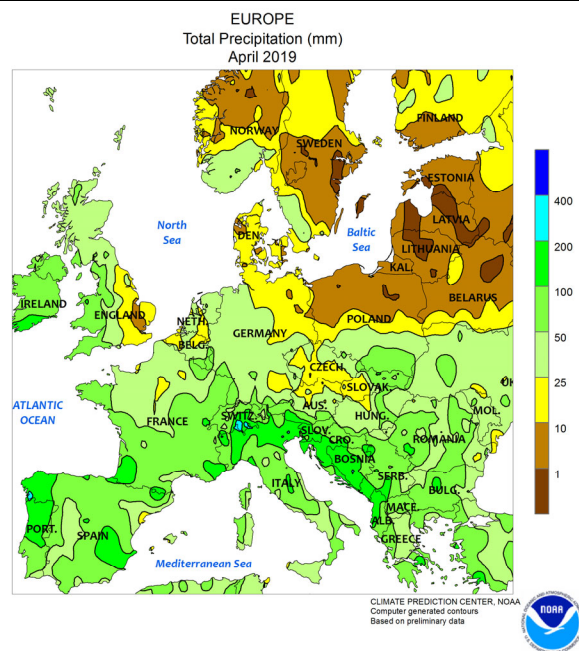 EUROPE
Total Precipitation (mm)
April 2019
NORWAY
FINLAND
SWEDEN
ESTONIA
North
Sea
LATVIA
DEN.
Baltic
Sea
LITHUANIA
KAL.
IRELAND
ENGLAND
NETH.
BELARUS
POLAND
GERMANY
BELG.
CZECH.
SLOVAK.
ATLANTIC
OCEAN
FRANCE
SWITZ.
AUS.
HUNG.
MOL.
SLOV.
CRO.
ROMANIA
BOSNIA
ITALY
SERB.
BULG.
PORT.
SPAIN
MACE.
ALB.
GREECE
Mediterranean Sea
400
200
100
50
25
10
1
CLIMATE PREDICTION CENTER, NOAA
Computer generated contours
Based on preliminary data
NOAA